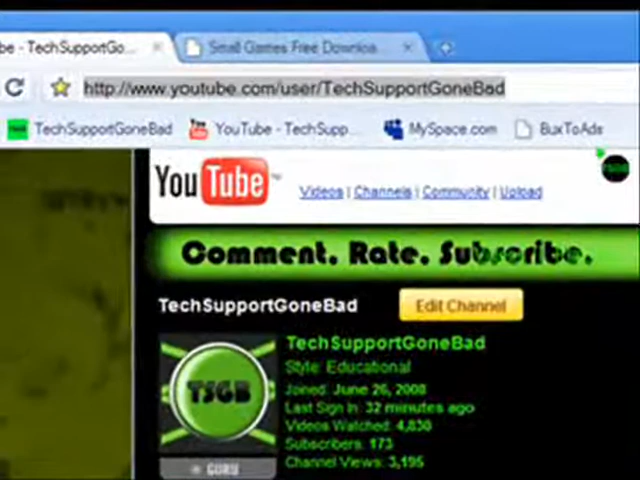 be - TechSupportGo... Small Games Free Downloa
http://www.youtube.com/user/TechSupportGoneBad
TechSupportGoneBad YouTube - TechSupp... MySpace.com BuxToAds
YouTube
Videos | Channels | Community | Upload
TSGB
Comment. Rate. Subscribe.
TechSupportGoneBad Edit Channel
TechSupportGoneBad
Style: Educational
Joined: June 26, 2008
Last Sign In: 32 minutes ago
Videos Watched: 4,830
Subscribers: 173
Channel Views: 3,195
TSGB
GURU